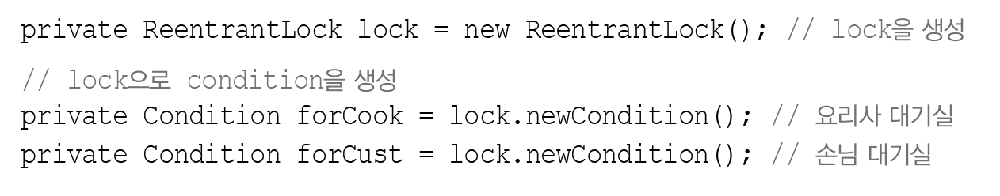 private ReentrantLock lock = new ReentrantLock(); // lock을 생성
// lock으로 condition을 생성
private Condition forCook = lock.newCondition(); // 요리사 대기실
private Condition forCust = lock.newCondition(); // 손님 대기실